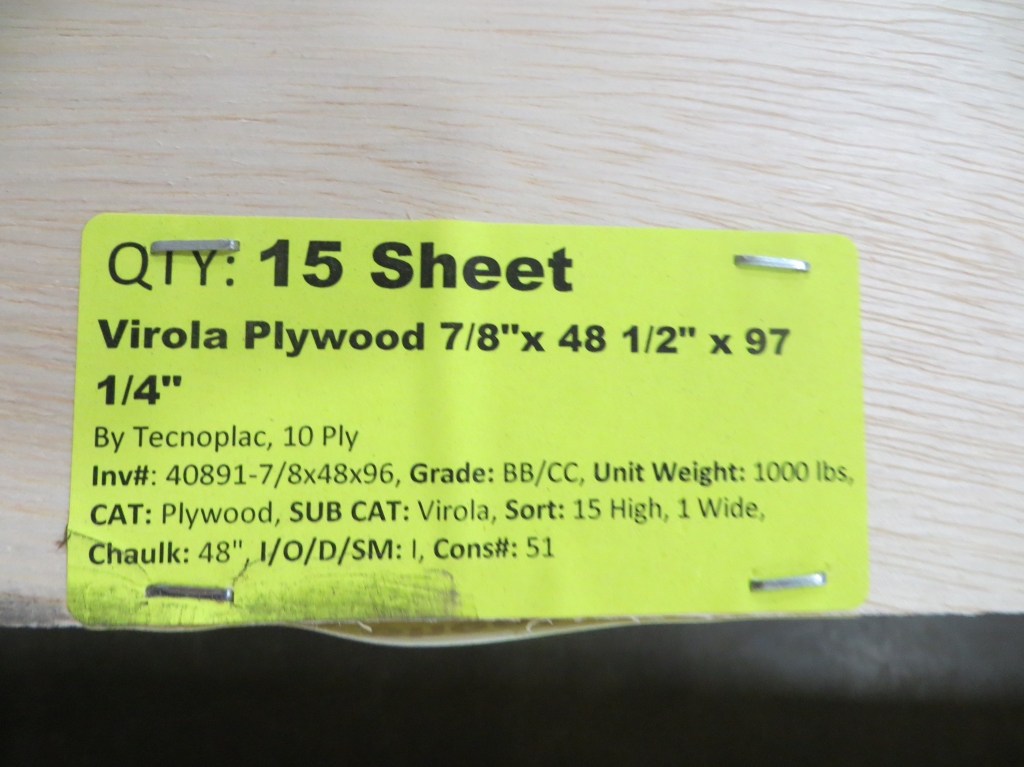 QTY: 15 Sheet
Virola Plywood 7/8"x 48 1/2" x 97
1/4"
By Tecnoplac, 10 Ply
Inv#: 40891-7/8x48x96, Grade: BB/CC, Unit Weight: 1000 lbs,
CAT: Plywood, SUB CAT: Virola, Sort: 15 High, 1 Wide,
Chaulk: 48", I/O/D/SM: I, Cons#: 51